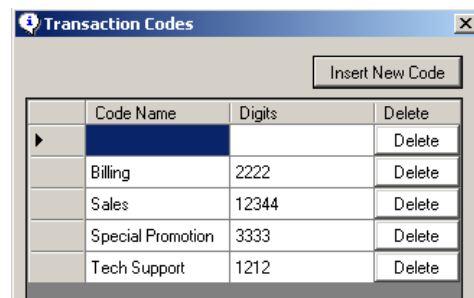 Transaction Codes
Insert New Code
Code Name Digits Delete
Delete
Billing 2222 Delete
Sales 12344 Delete
Special Promotion 3333 Delete
Tech Support 1212 Delete